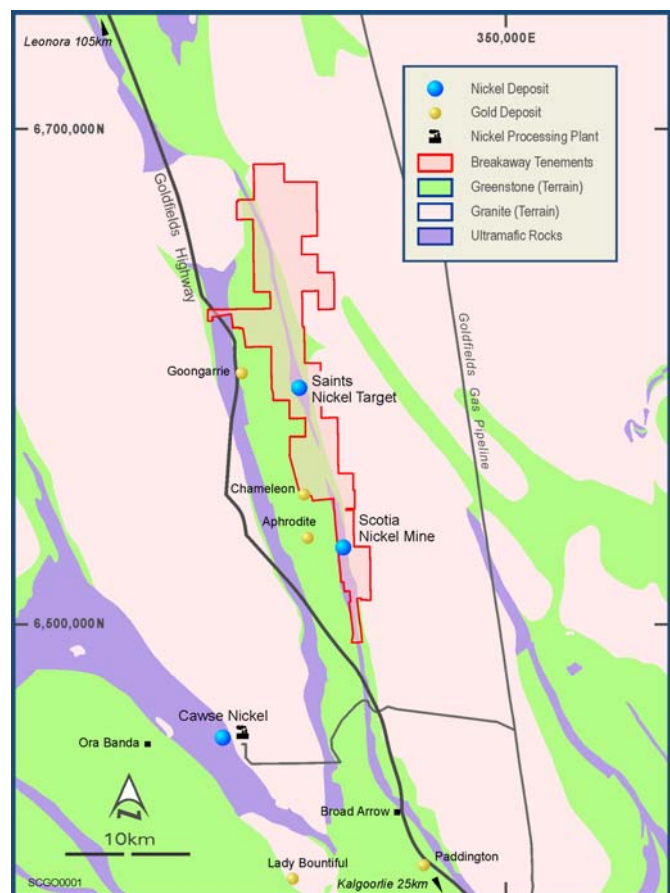 Leonora 105km
350,000E
Nickel Deposit
Gold Deposit
Nickel Processing Plant
Breakaway Tenements
Greenstone (Terrain)
Granite (Terrain)
Ultramafic Rocks
6,700,000N
Goldfields Highway
Goldfields Gas Pipeline
Goongarrie
Saints
Nickel Target
Chameleon
Aphrodite
Scotia
Nickel Mine
6,600,000N
Cawse Nickel
Ora Banda
N
10km
Broad Arrow
Lady Bountiful
Paddington
Kalgoorlie 25km
SCGO0001